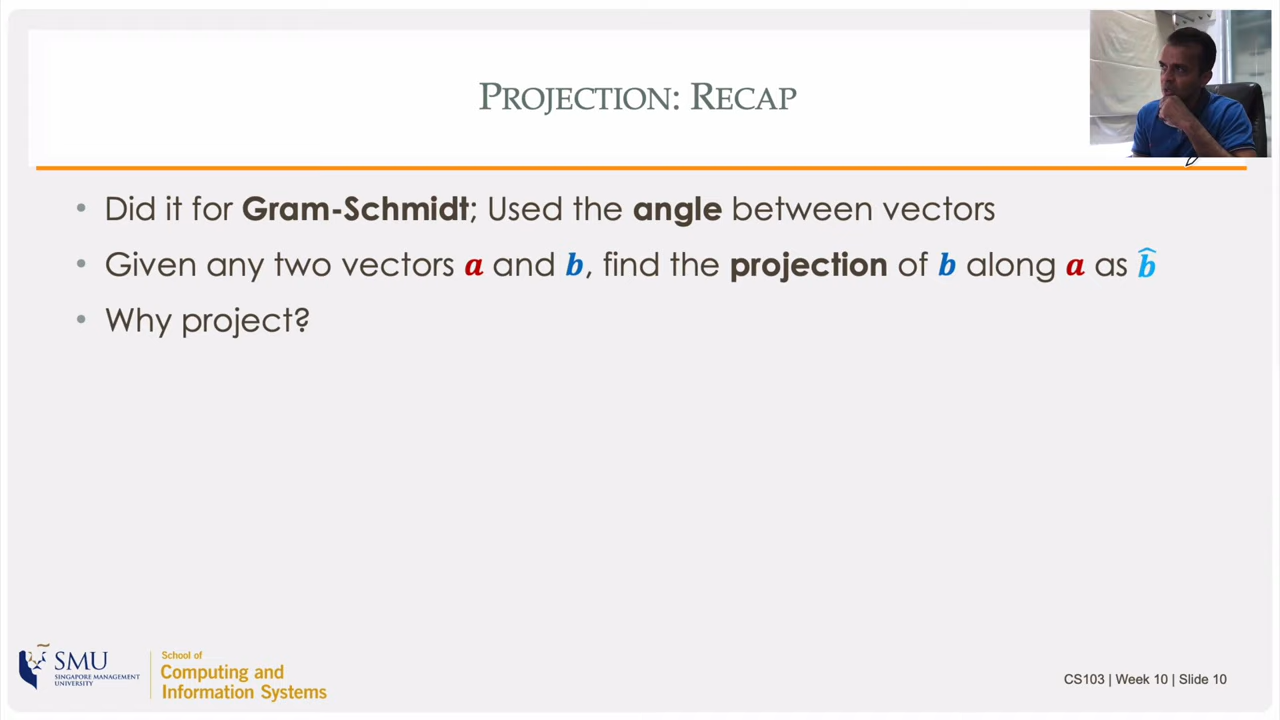 PROJECTION: RECAP
• Did it for Gram-Schmidt; Used the angle between vectors
• Given any two vectors a and b, find the projection of b along a as b̂
• Why project?
SMU
SINGAPORE MANAGEMENT
UNIVERSITY
School of
Computing and
Information Systems
CS103 | Week 10 | Slide 10